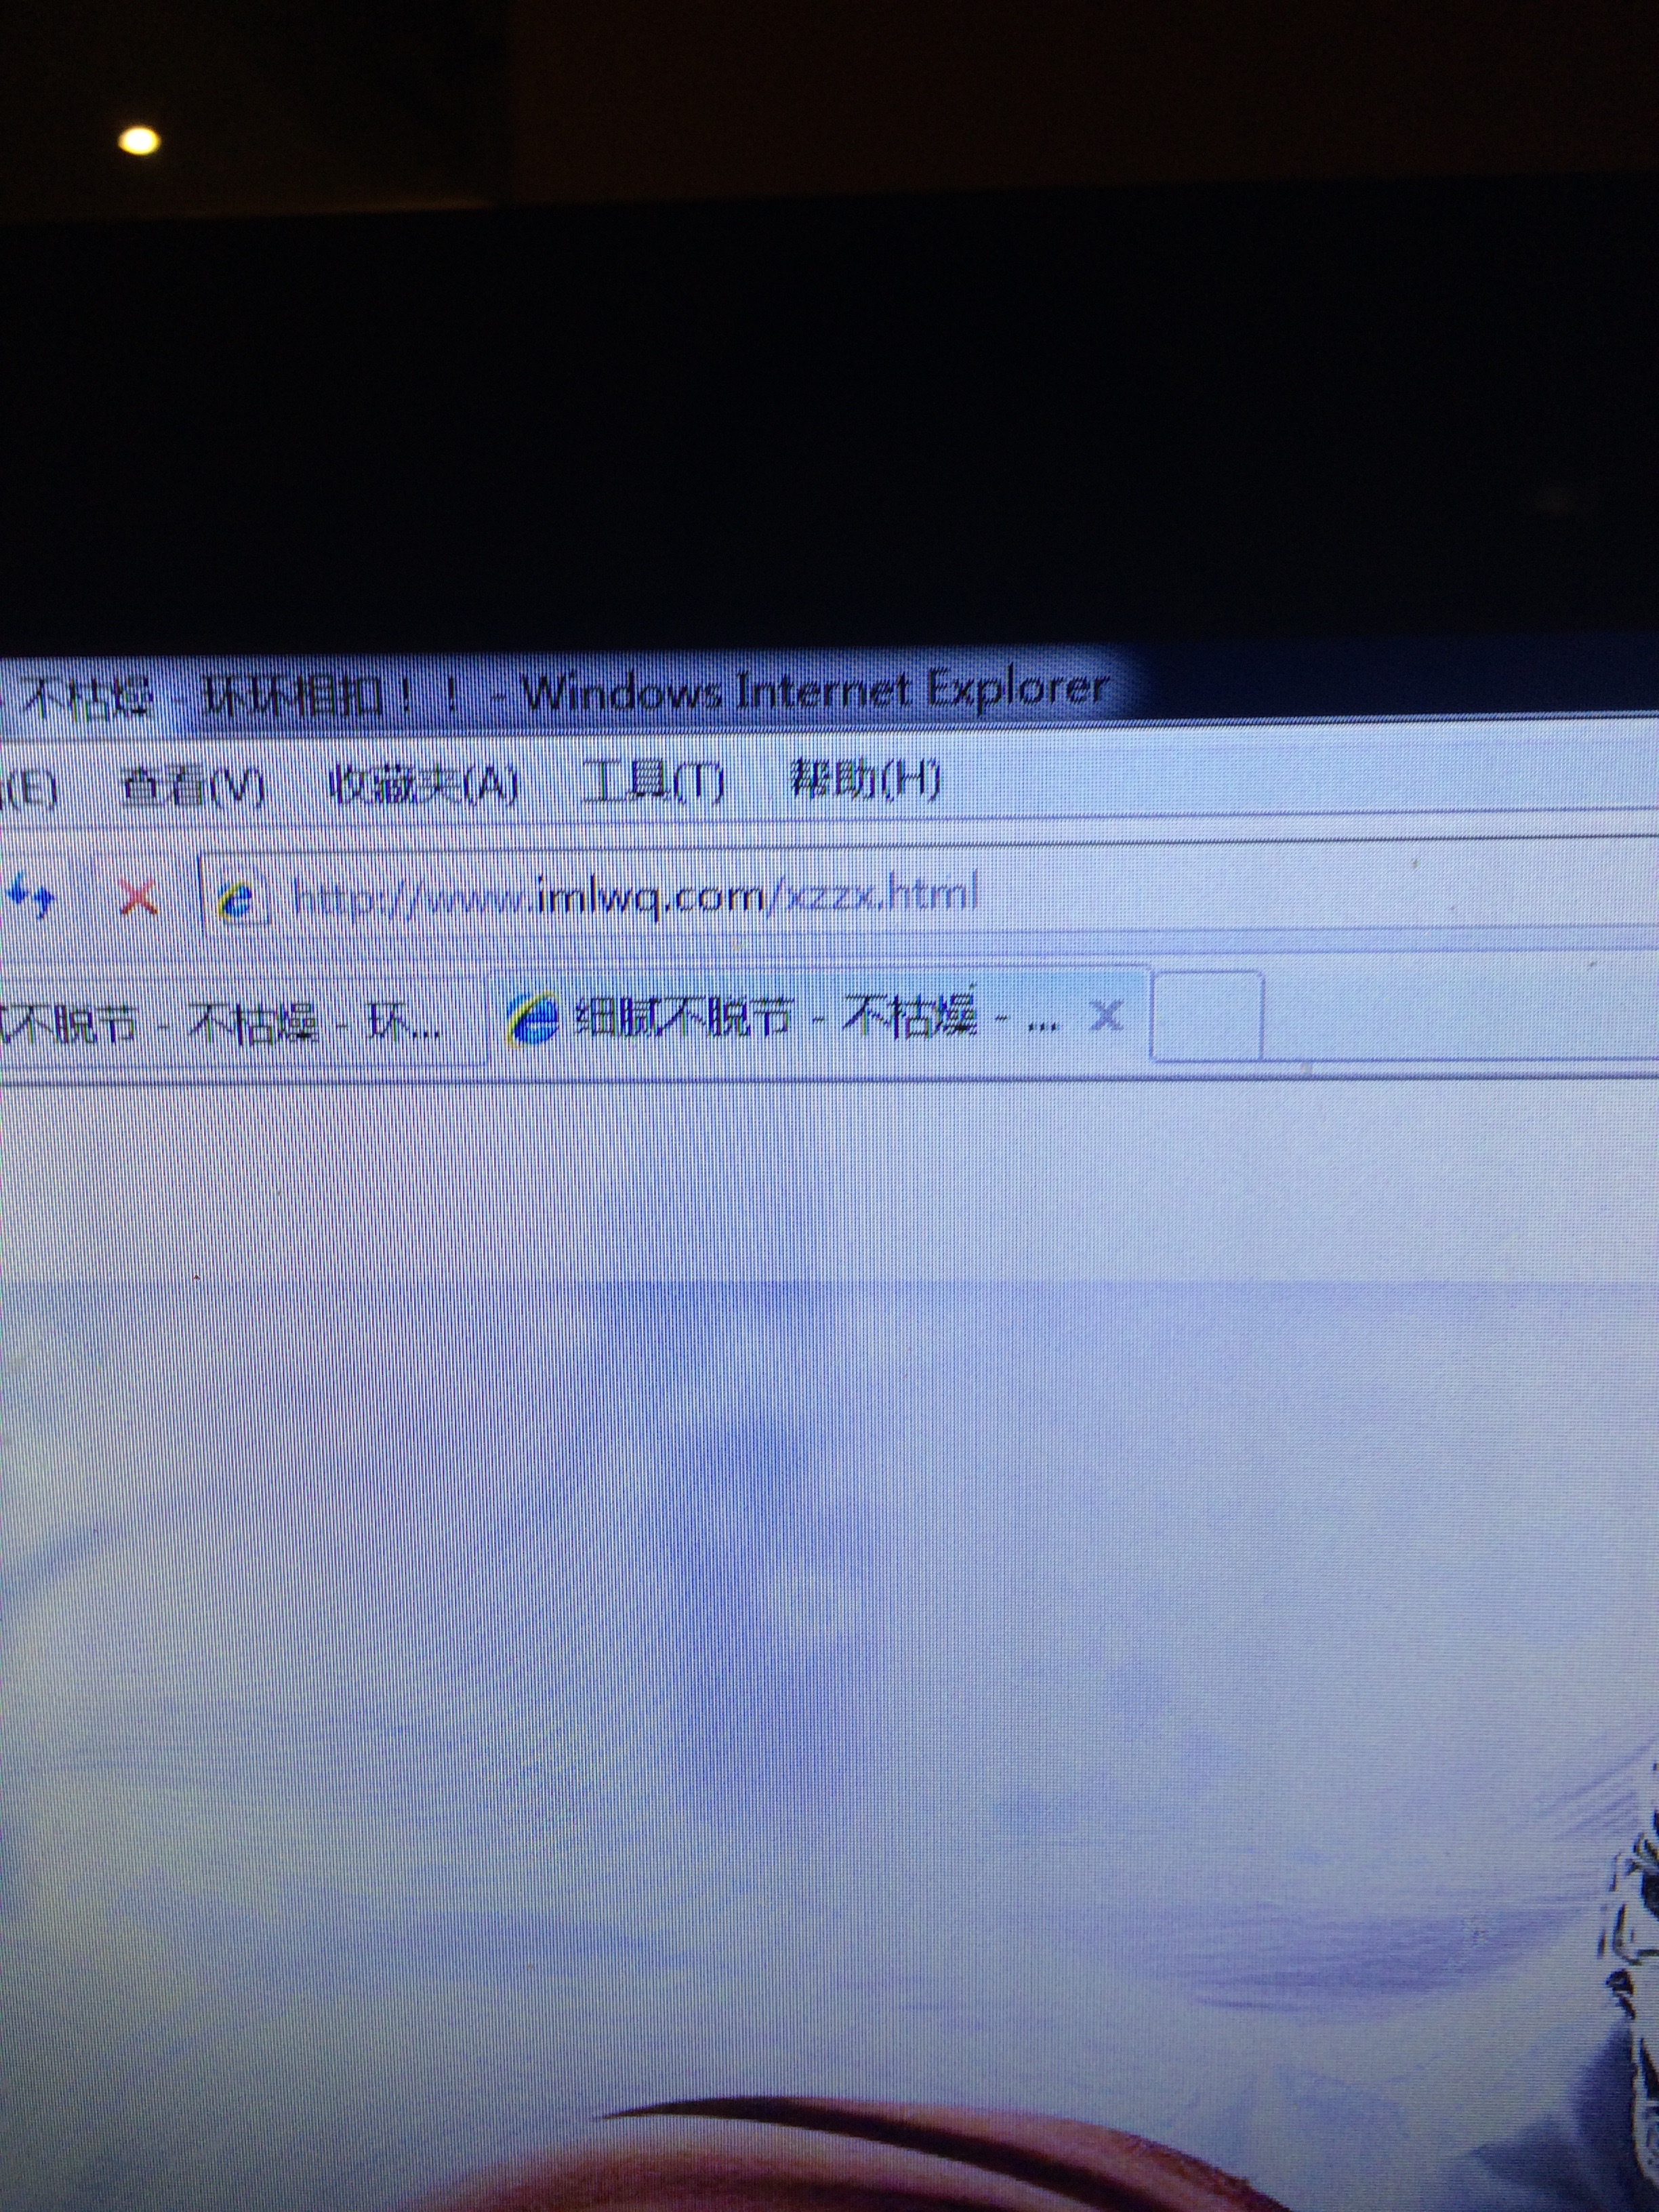 不枯燥 - 环环相扣！！ - Windows Internet Explorer
(E) 查看(V) 收藏夹(A) 工具(T) 帮助(H)
http://www.imlwq.com/xzzx.html
不脱节 - 不枯燥 - 环... 细腻不脱节 - 不枯燥 - ...